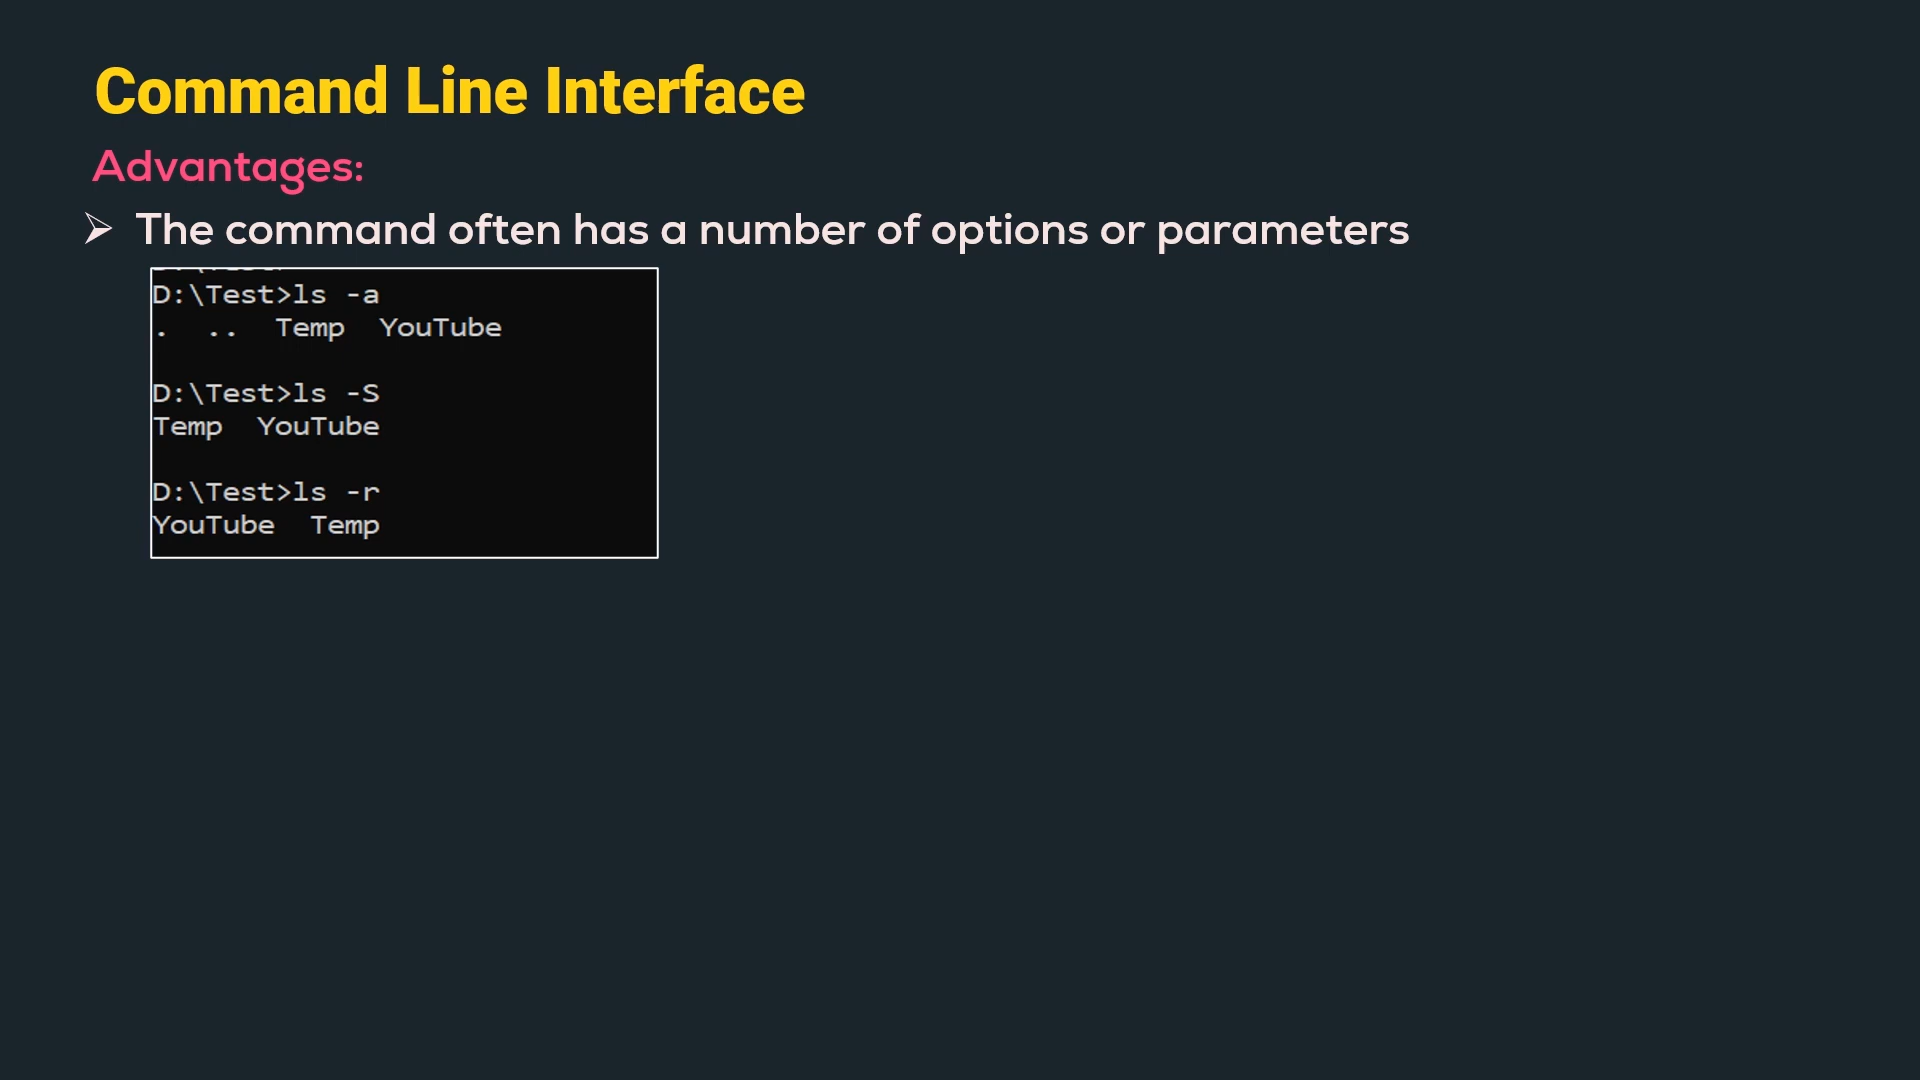 Command Line Interface
Advantages:
➢ The command often has a number of options or parameters
D:\Test>ls -a
.  ..  Temp  YouTube
D:\Test>ls -S
Temp  YouTube
D:\Test>ls -r
YouTube  Temp